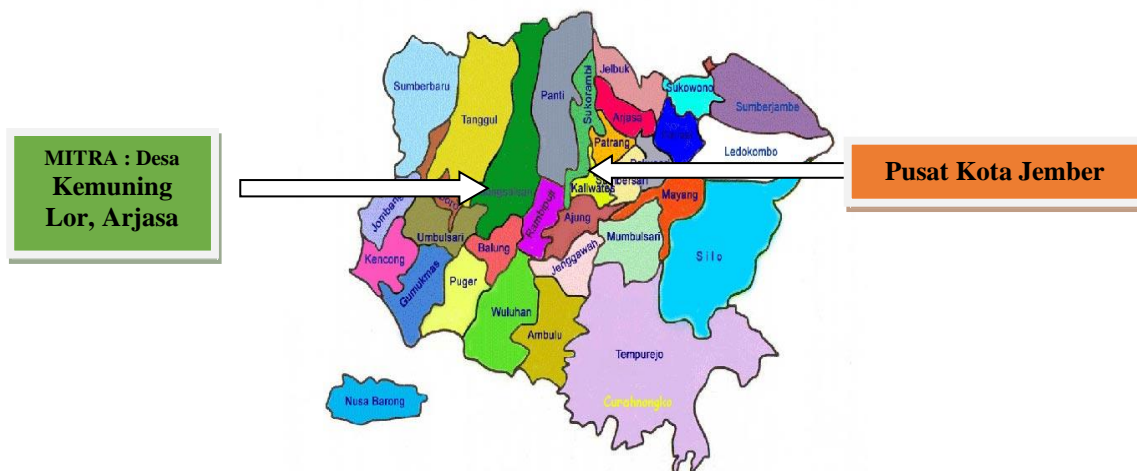 MITRA : Desa
Kemuning
Lor, Arjasa
Pusat Kota Jember
Sumberbaru
Tanggul
Panti
Sukorambi
Jelbuk
Sukowono
Sumberjambe
Arjasa
Patrang
Ledokombo
Kaliwates
Mayang
Jombang
Umbulsari
Balung
Rambipuji
Ajung
Mumbulsari
Jenggawah
Silo
Kencong
Gumukmas
Puger
Wuluhan
Ambulu
Tempurejo
Curahnongko
Nusa Barong